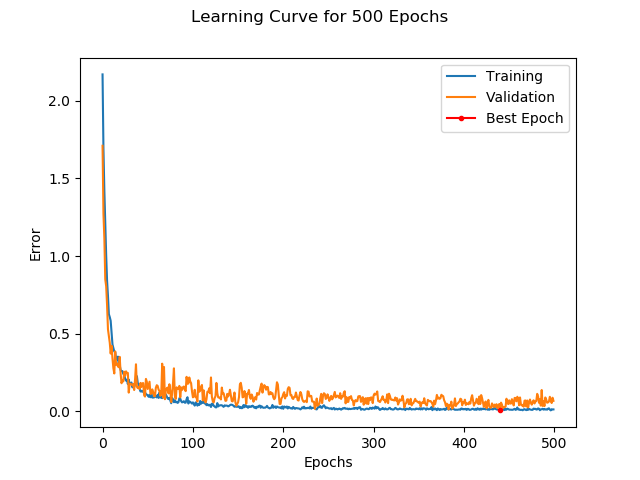 Learning Curve for 500 Epochs
Training
Validation
Best Epoch
2.0
1.5
1.0
0.5
0.0
Error
0 100 200 300 400 500
Epochs